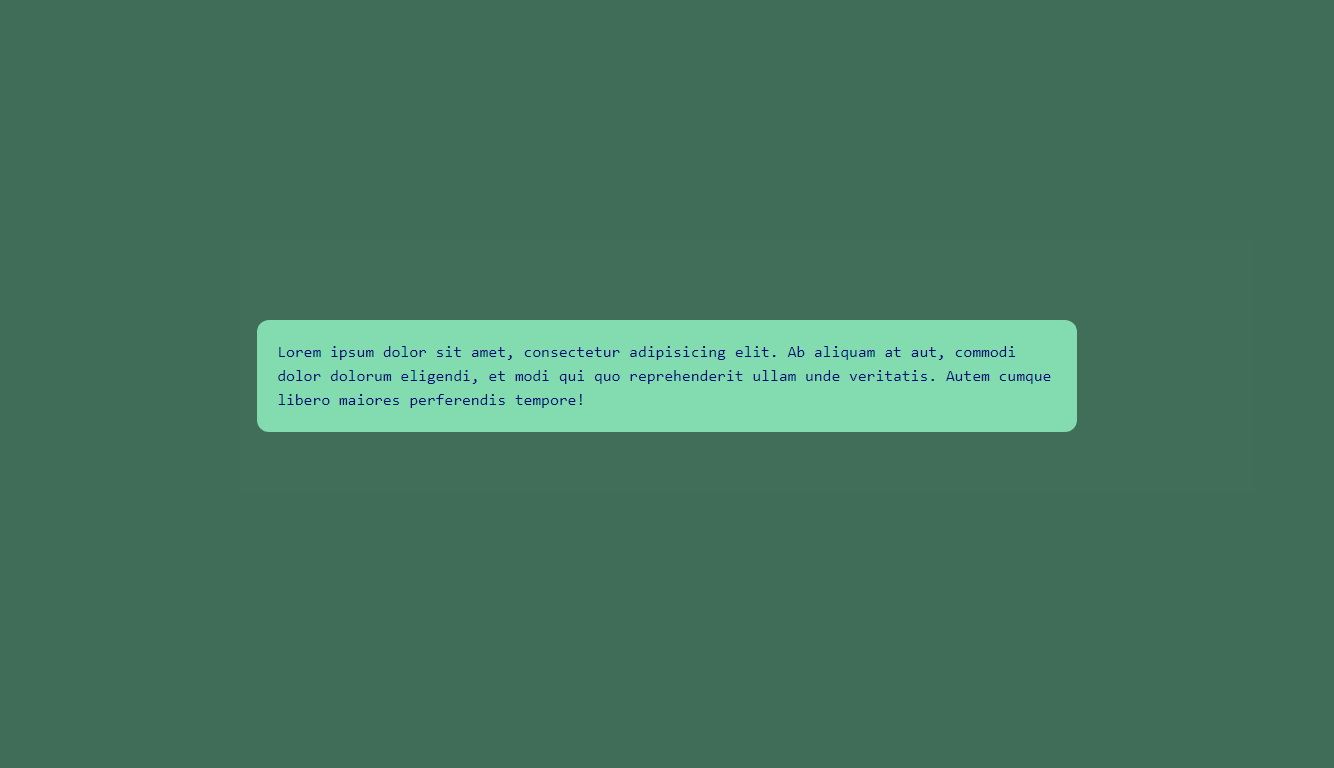 Lorem ipsum dolor sit amet, consectetur adipisicing elit. Ab aliquam at aut, commodi
dolor dolorum eligendi, et modi qui quo reprehenderit ullam unde veritatis. Autem cumque
libero maiores perferendis tempore!